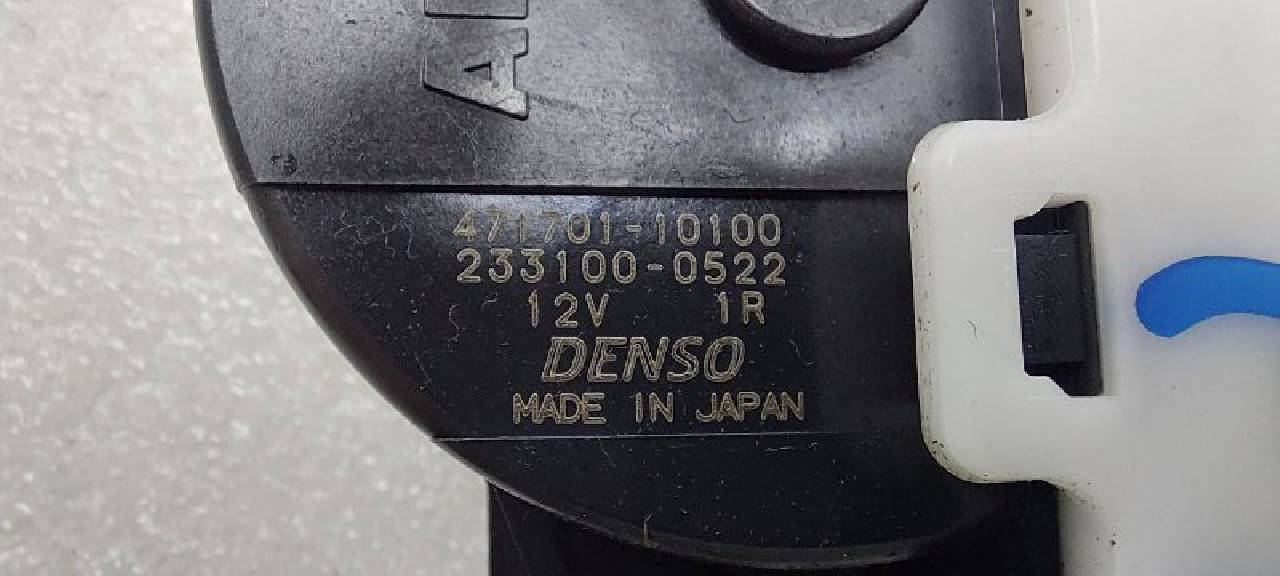 471701-10100
233100-0522
12V 1R
DENSO
MADE IN JAPAN